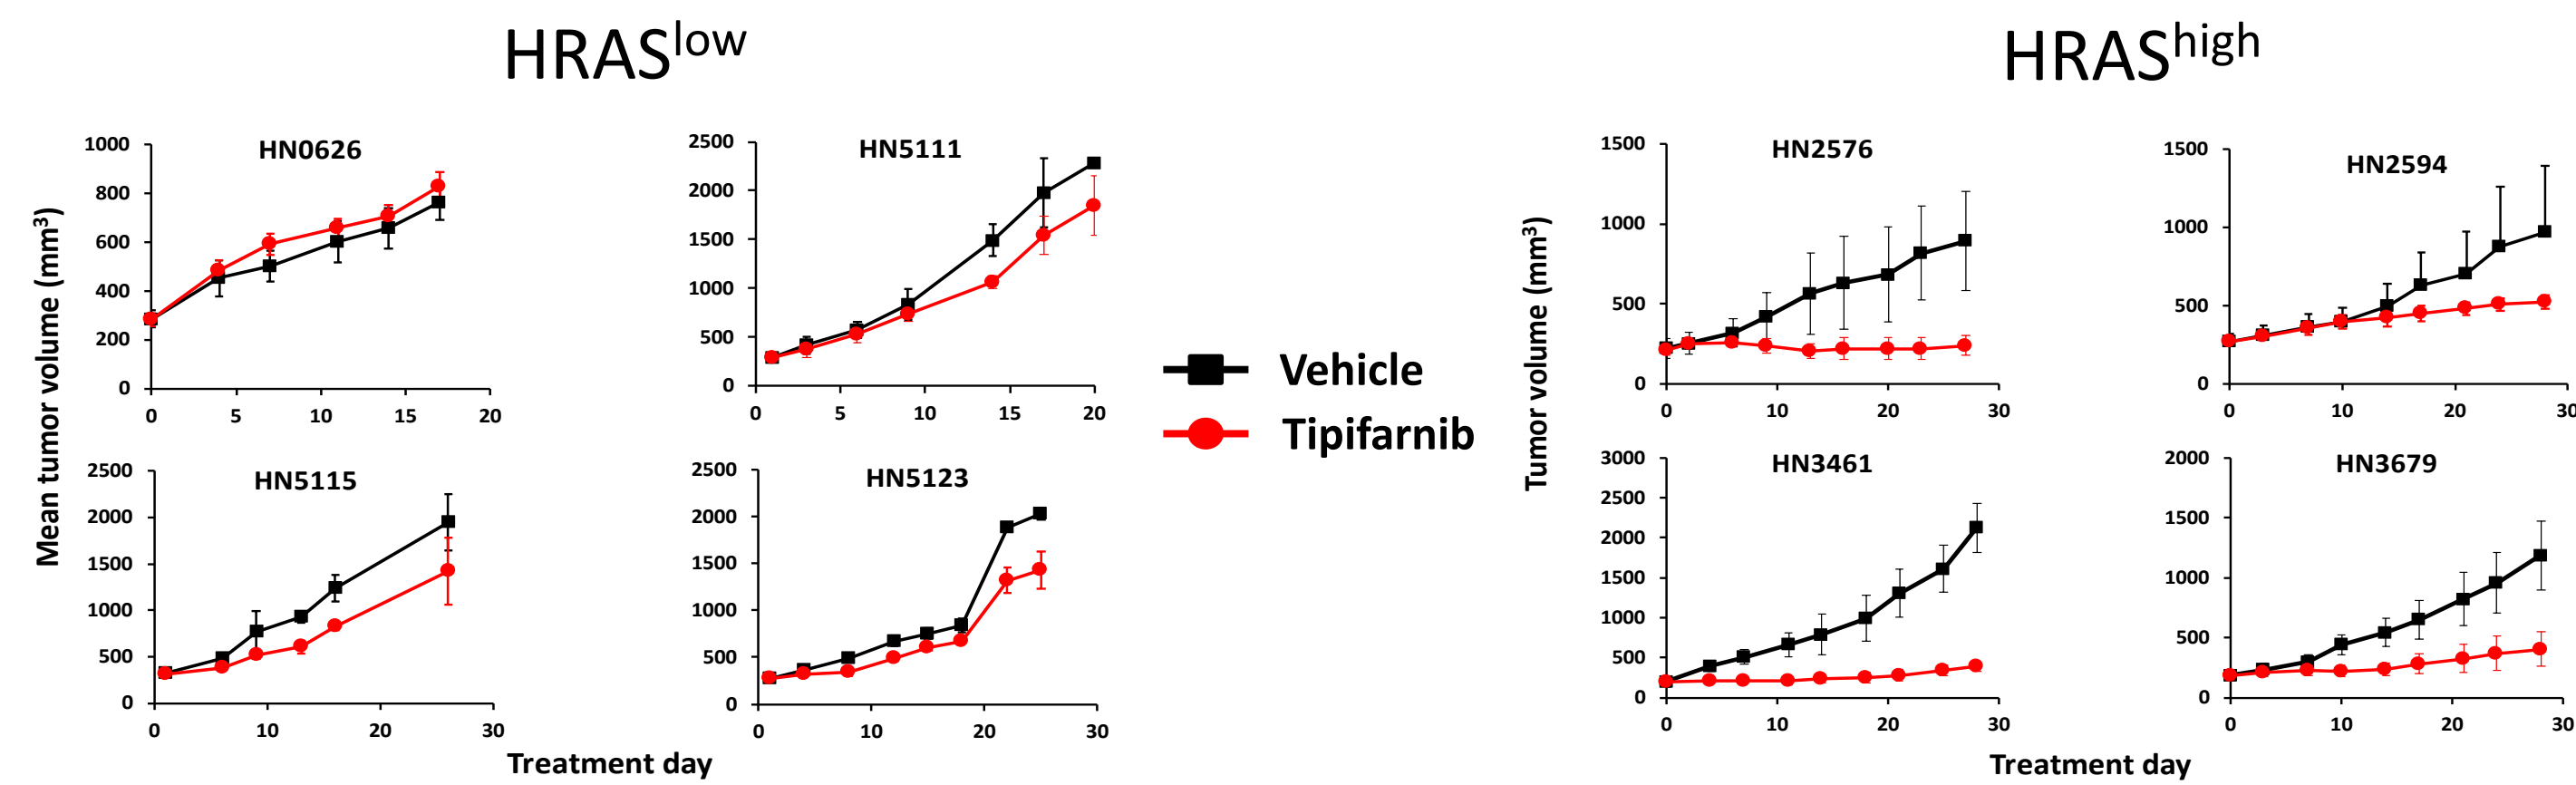 HRASlow
HRAShigh
Mean tumor volume (mm3)
HN0626
1000
800
600
400
200
0
0 5 10 15 20
HN5111
2500
2000
1500
1000
500
0
0 5 10 15 20
HN5115
2500
2000
1500
1000
500
0
0 10 20 30
HN5123
2500
2000
1500
1000
500
0
0 10 20 30
Treatment day
Vehicle
Tipifarnib
Tumor volume (mm3)
HN2576
1500
1000
500
0
0 10 20 30
HN2594
1500
1000
500
0
0 10 20 30
HN3461
3000
2500
2000
1500
1000
500
0
0 10 20 30
HN3679
2000
1500
1000
500
0
0 10 20 30
Treatment day